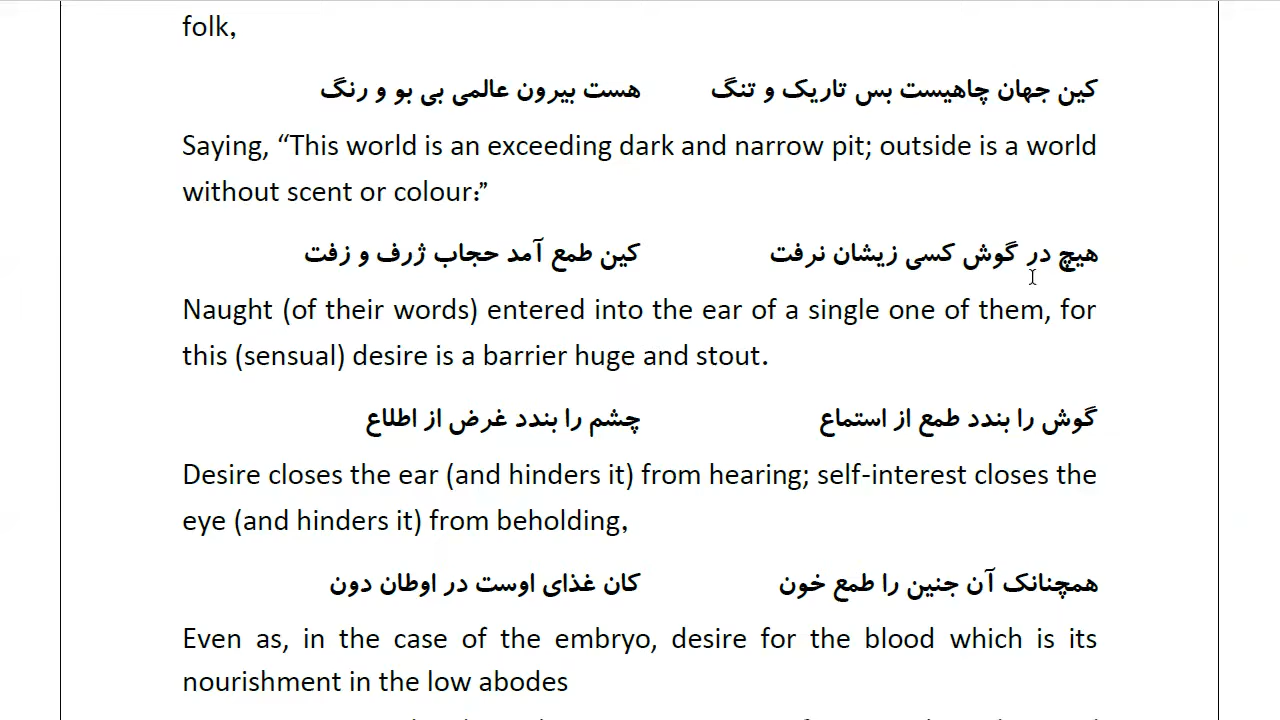 folk,
کین جهان چاهیست بس تاریک و تنگ هست بیرون عالمی بی بو و رنگ
Saying, “This world is an exceeding dark and narrow pit; outside is a world
without scent or colour:”
هیچ در گوش کسی زیشان نرفت کین طمع آمد حجاب ژرف و زفت
Naught (of their words) entered into the ear of a single one of them, for
this (sensual) desire is a barrier huge and stout.
گوش را بندد طمع از استماع چشم را بندد غرض از اطلاع
Desire closes the ear (and hinders it) from hearing; self-interest closes the
eye (and hinders it) from beholding,
همچنانک آن جنین را طمع خون کان غذای اوست در اوطان دون
Even as, in the case of the embryo, desire for the blood which is its
nourishment in the low abodes